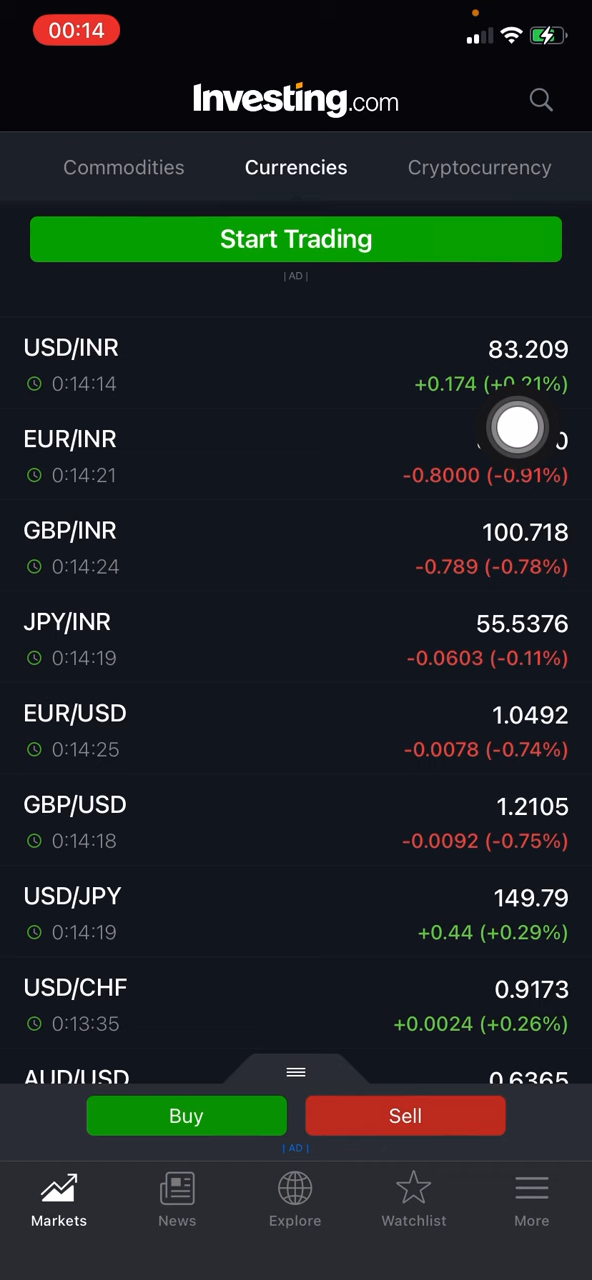 00:14
Investing.com
Commodities Currencies Cryptocurrency
Start Trading
| AD |
USD/INR 83.209
0:14:14 +0.174 (+0.21%)
EUR/INR
0:14:21 -0.8000 (-0.91%)
GBP/INR 100.718
0:14:24 -0.789 (-0.78%)
JPY/INR 55.5376
0:14:19 -0.0603 (-0.11%)
EUR/USD 1.0492
0:14:25 -0.0078 (-0.74%)
GBP/USD 1.2105
0:14:18 -0.0092 (-0.75%)
USD/JPY 149.79
0:14:19 +0.44 (+0.29%)
USD/CHF 0.9173
0:13:35 +0.0024 (+0.26%)
AUD/USD 0.6365
Buy Sell
| AD |
Markets News Explore Watchlist More